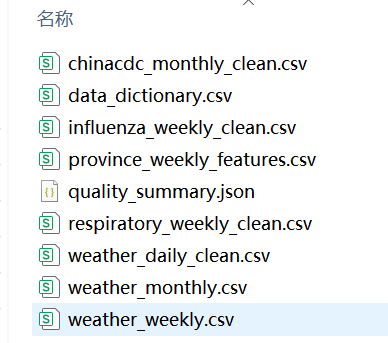 名称
chinacdc_monthly_clean.csv
data_dictionary.csv
influenza_weekly_clean.csv
province_weekly_features.csv
quality_summary.json
respiratory_weekly_clean.csv
weather_daily_clean.csv
weather_monthly.csv
weather_weekly.csv